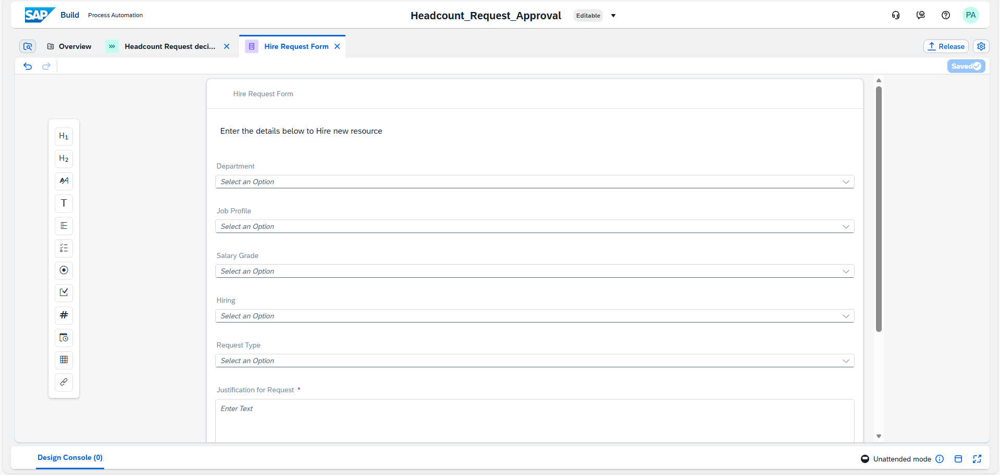 SAP Build Process Automation
Headcount_Request_Approval Editable
PA
Overview
Headcount Request deci...
Hire Request Form
Release
Saved
Hire Request Form
Enter the details below to Hire new resource
Department
Select an Option
Job Profile
Select an Option
Salary Grade
Select an Option
Hiring
Select an Option
Request Type
Select an Option
Justification for Request *
Enter Text
H1
H2
AA
T
#
Design Console (0)
Unattended mode